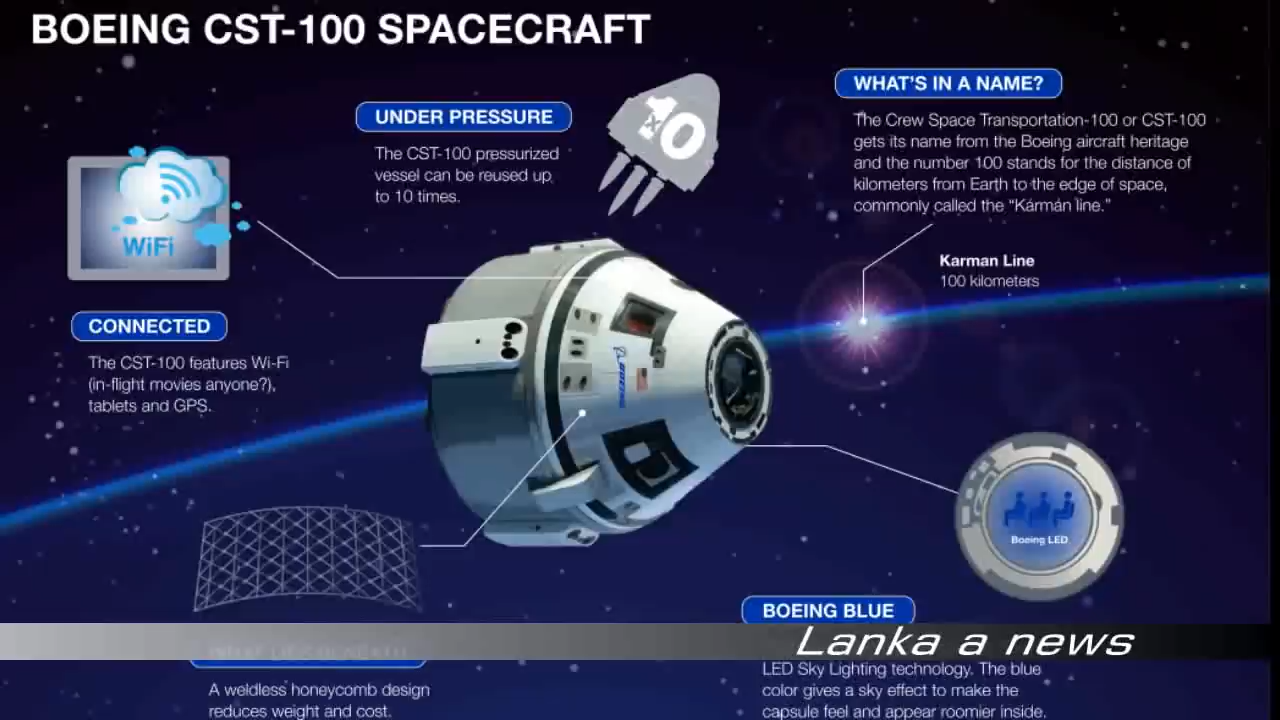 BOEING CST-100 SPACECRAFT
UNDER PRESSURE
The CST-100 pressurized
vessel can be reused up
to 10 times.
10
x
WHAT'S IN A NAME?
The Crew Space Transportation-100 or CST-100
gets its name from the Boeing aircraft heritage
and the number 100 stands for the distance of
kilometers from Earth to the edge of space,
commonly called the “Kármán line.”
Karman Line
100 kilometers
WiFi
CONNECTED
The CST-100 features Wi-Fi
(in-flight movies anyone?),
tablets and GPS.
BOEING
Boeing LED
BOEING BLUE
Lanka a news
LED Sky Lighting technology. The blue
color gives a sky effect to make the
capsule feel and appear roomier inside.
WHAT LIES BENEATH
A weldless honeycomb design
reduces weight and cost.